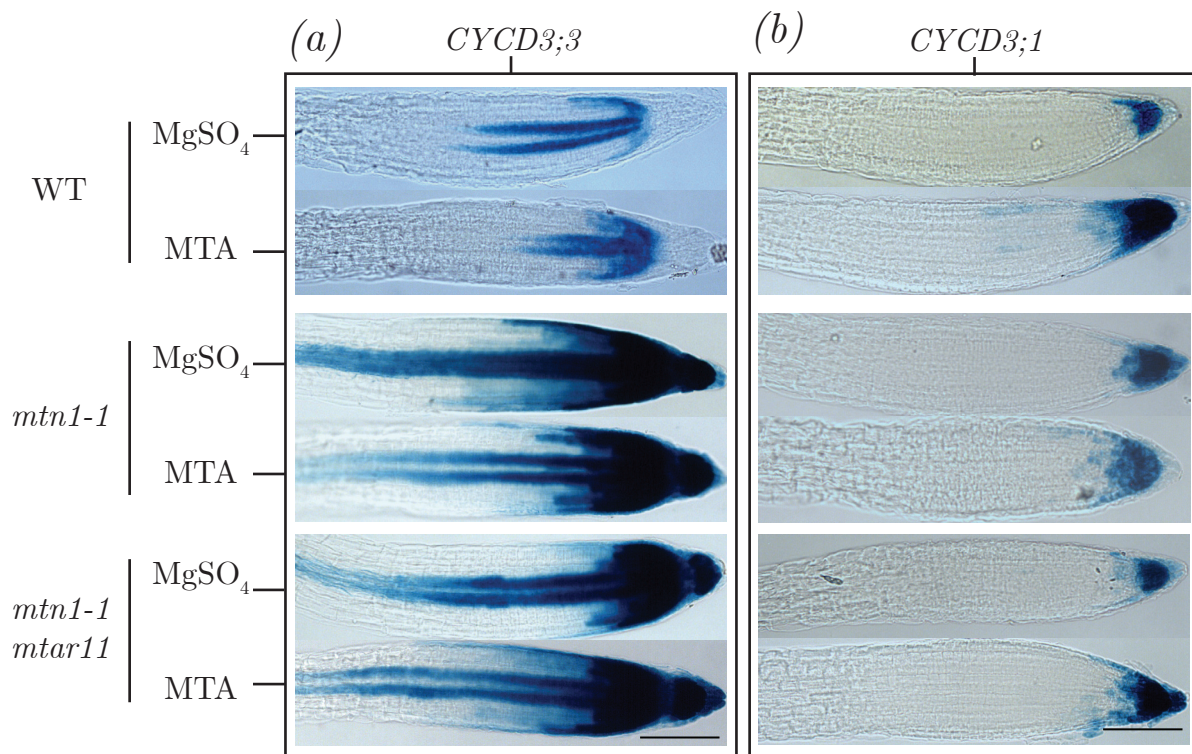 (a)
CYCD3;3
(b)
CYCD3;1
WT
MgSO₄
MTA
mtn1-1
MgSO₄
MTA
mtn1-1
mtar11
MgSO₄
MTA